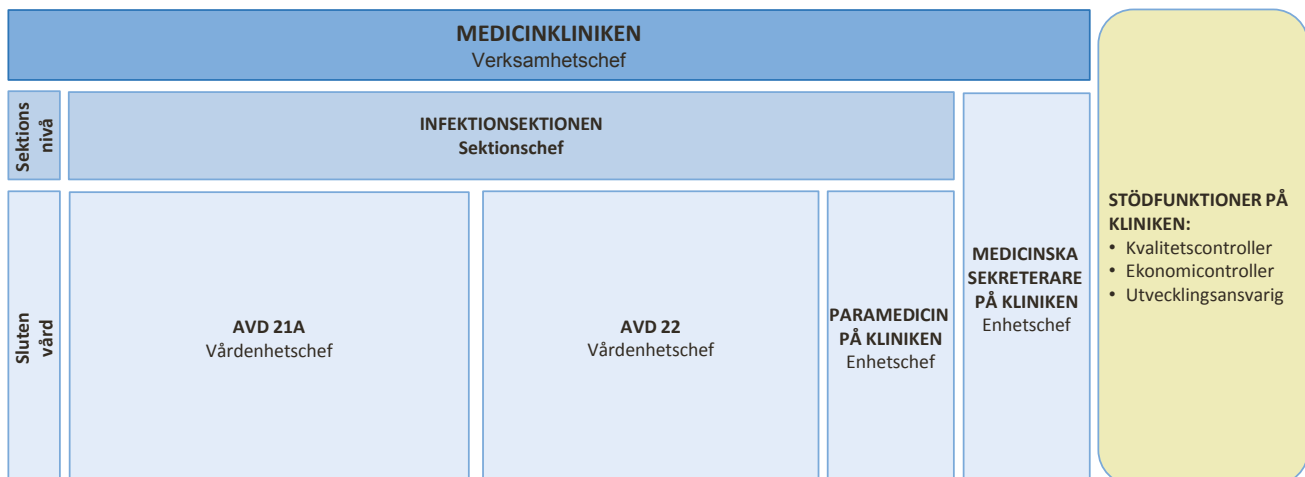 MEDICINKLINIKEN
Verksamhetschef
Sektions
nivå
INFEKTIONSEKTIONEN
Sektionschef
Sluten
vård
AVD 21A
Vårdenhetschef
AVD 22
Vårdenhetschef
PARAMEDICIN
PÅ KLINIKEN
Enhetschef
MEDICINSKA
SEKRETERARE
PÅ KLINIKEN
Enhetschef
STÖDFUNKTIONER PÅ
KLINIKEN:
• Kvalitetscontroller
• Ekonomicontroller
• Utvecklingsansvarig